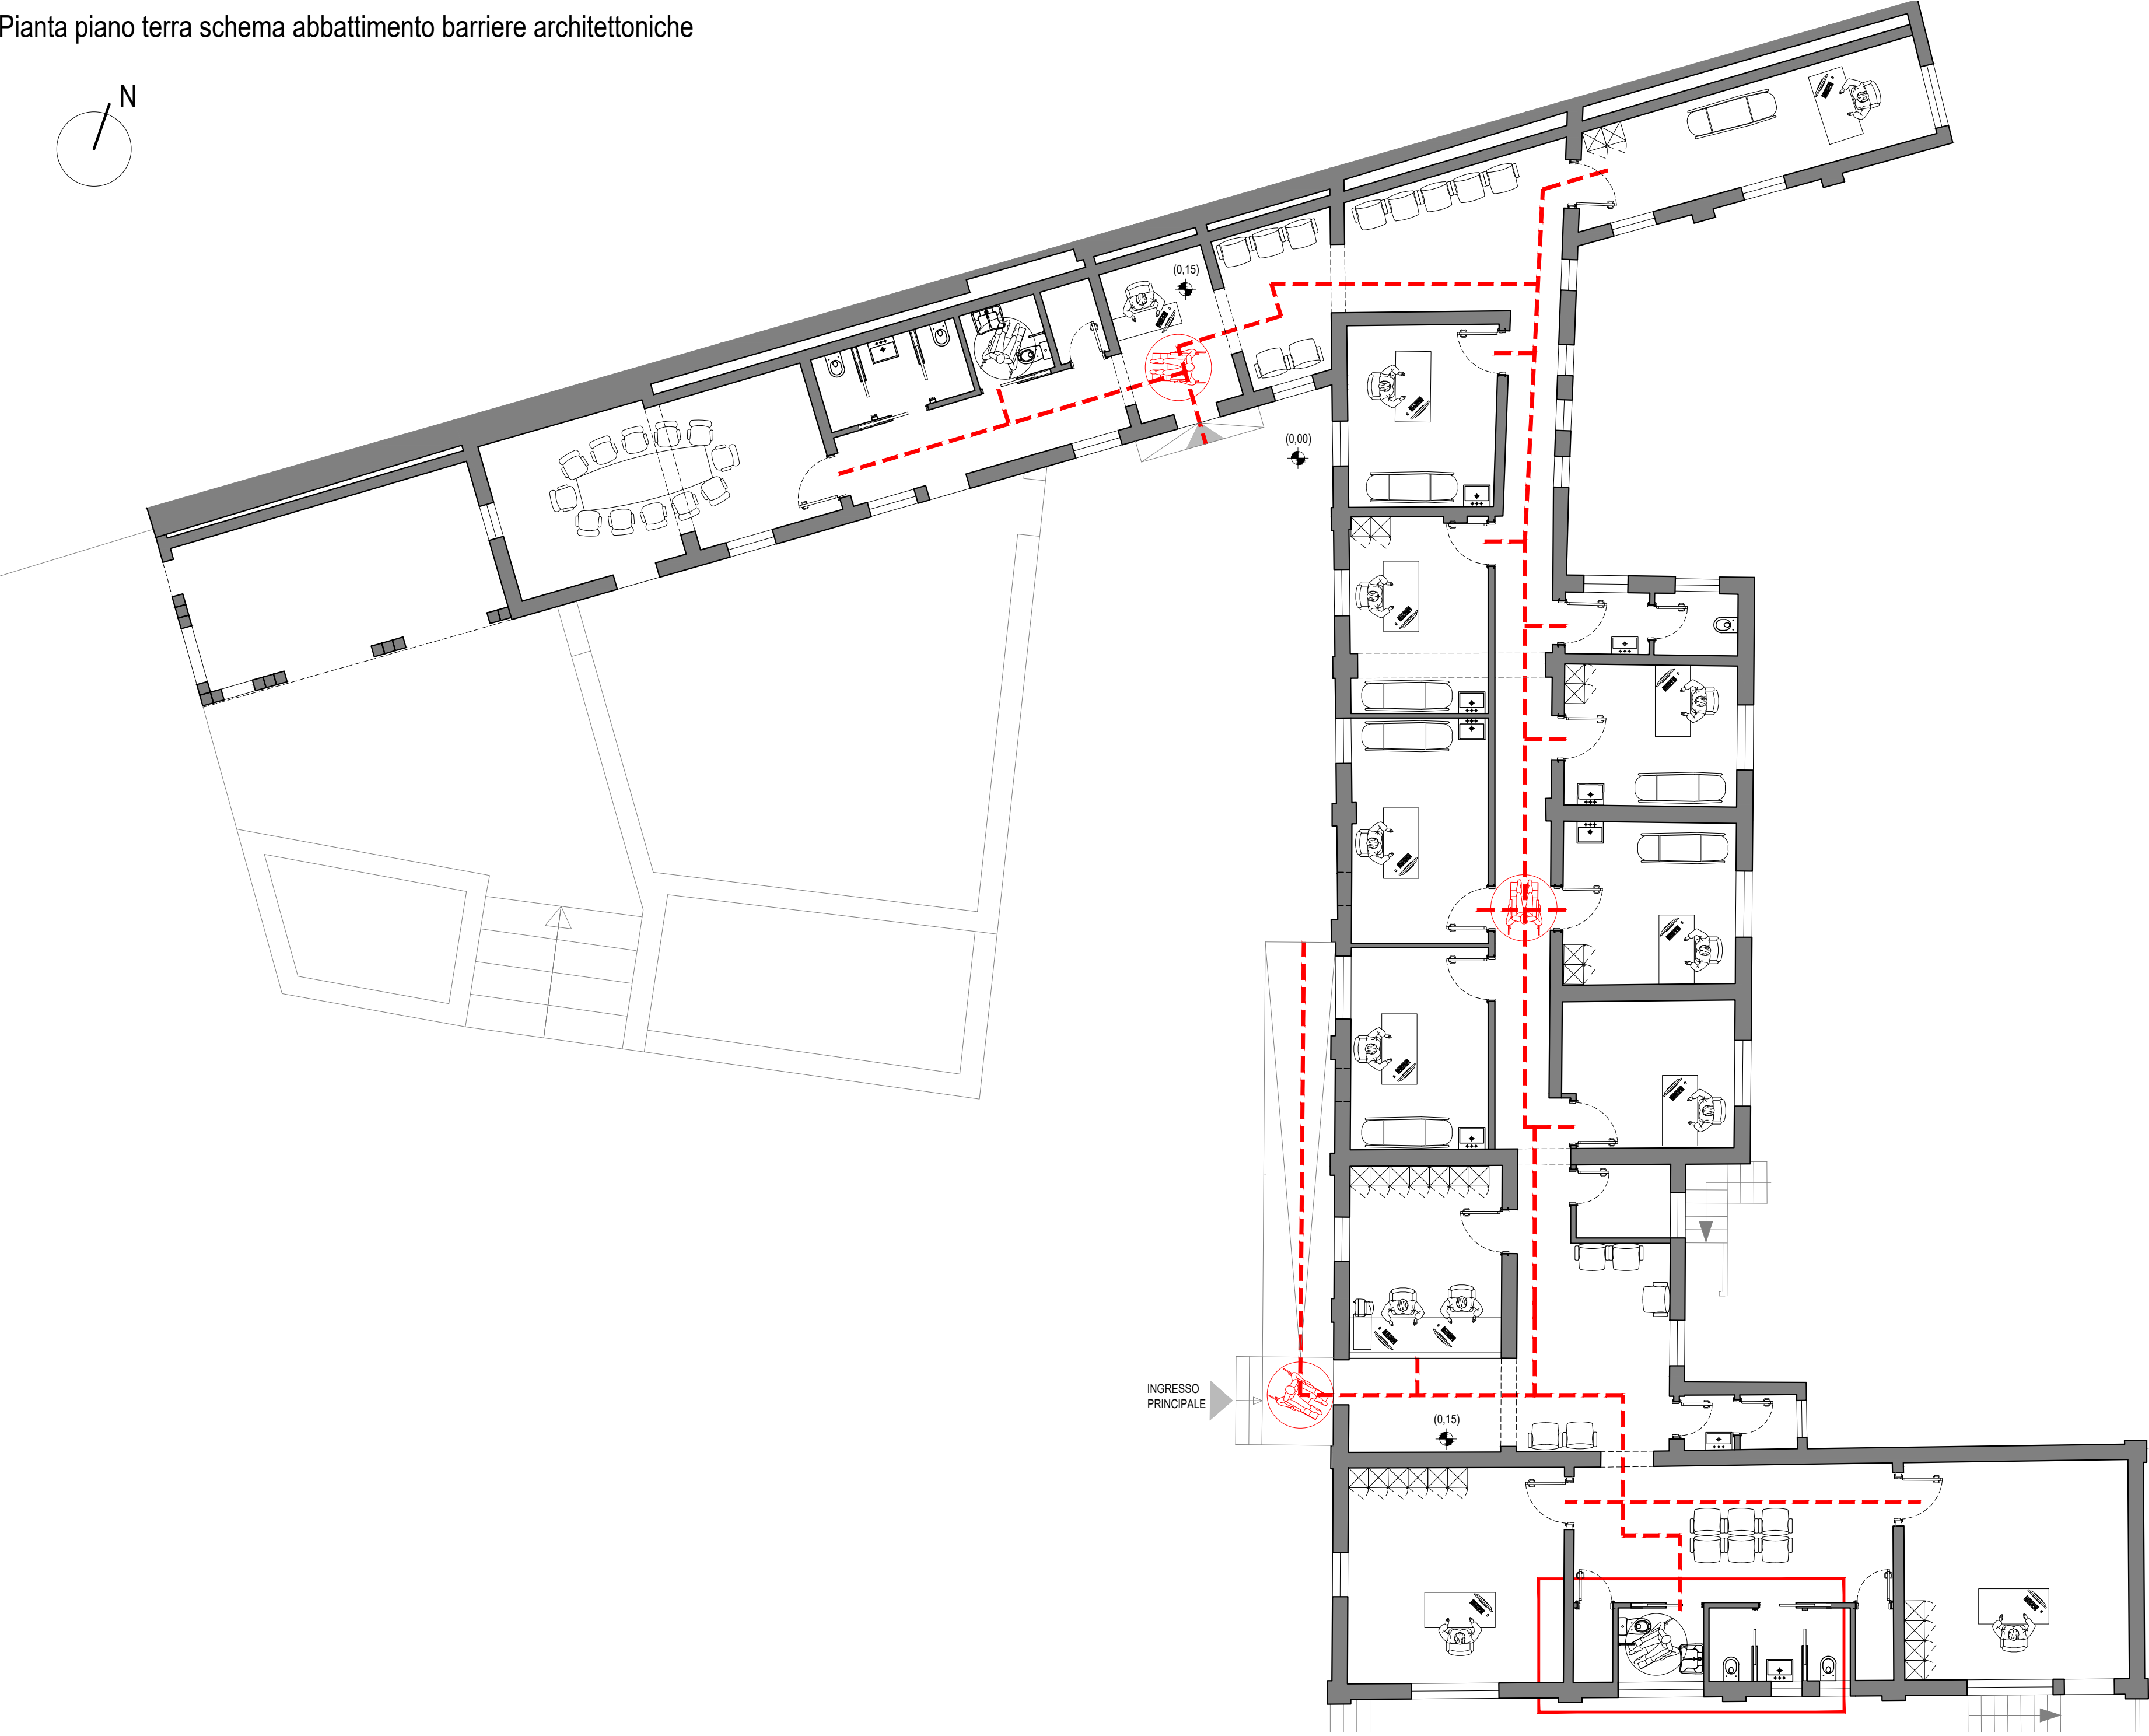 Pianta piano terra schema abbattimento barriere architettoniche
N
(0,15)
(0,00)
INGRESSO
PRINCIPALE
(0,15)